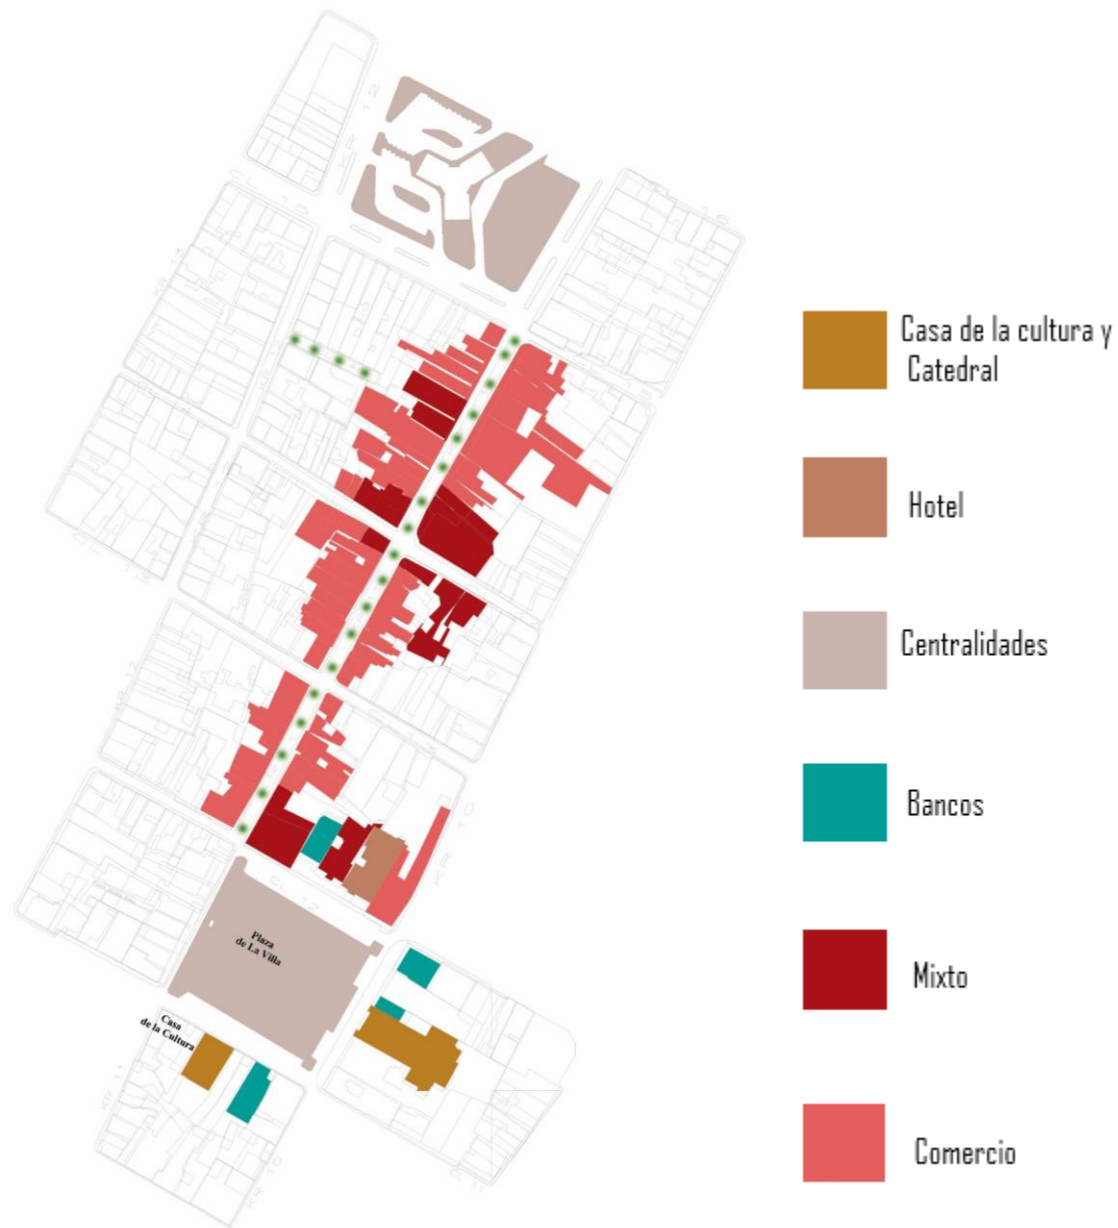 Casa de la cultura y
Catedral
Hotel
Centralidades
Bancos
Mixto
Comercio
Plaza
de La Villa
Casa
de la Cultura